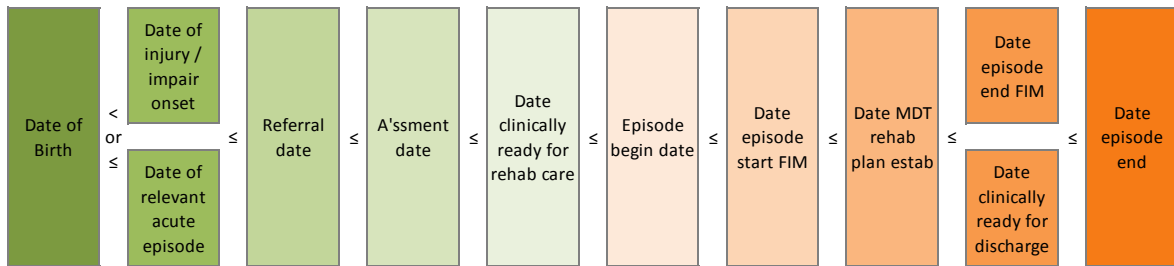 Date of
Birth
<
or
≤
Date of
injury /
impair
onset
Date of
relevant
acute
episode
≤
Referral
date
≤
A'ssment
date
≤
Date
clinically
ready for
rehab care
≤
Episode
begin date
≤
Date
episode
start FIM
≤
Date MDT
rehab
plan estab
≤
Date
episode
end FIM
Date
clinically
ready for
discharge
≤
Date
episode
end